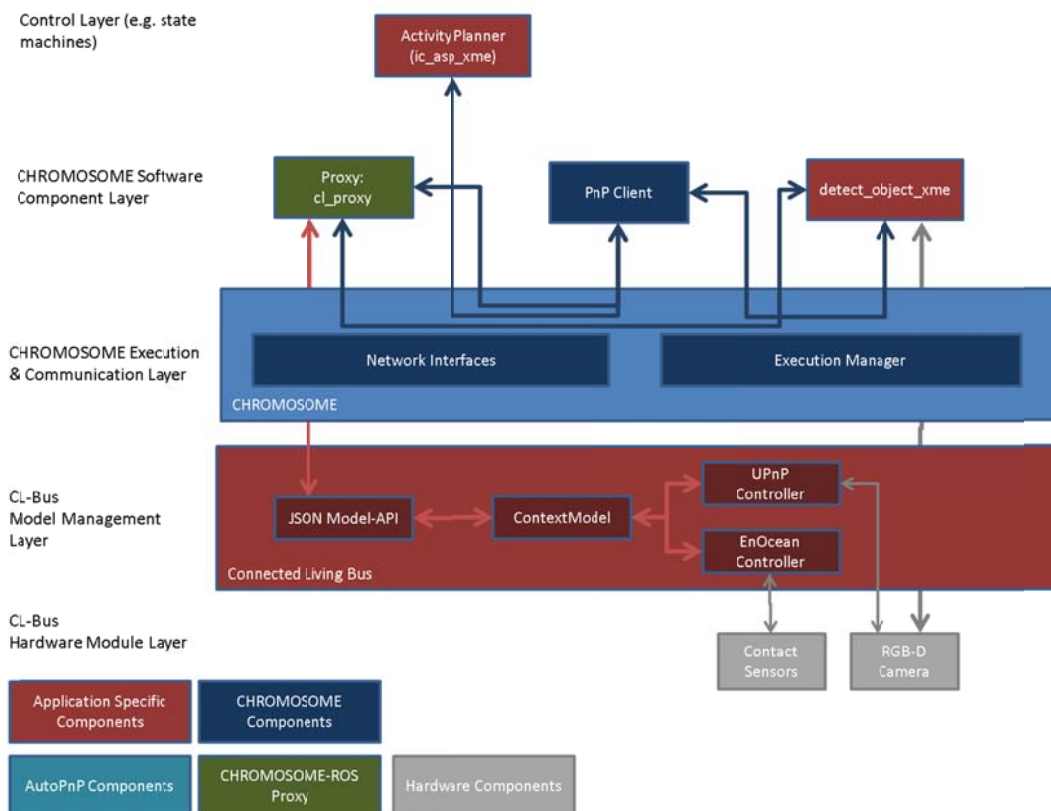 Control Layer (e.g. state
machines)
ActivityPlanner
(ic_asp_xme)
CHROMOSOME Software
Component Layer
Proxy:
cl_proxy
PnP Client
detect_object_xme
CHROMOSOME Execution
& Communication Layer
Network Interfaces
Execution Manager
CHROMOSOME
CL-Bus
Model Management
Layer
JSON Model-API
ContextModel
UPnP
Controller
EnOcean
Controller
Connected Living Bus
CL-Bus
Hardware Module Layer
Contact
Sensors
RGB-D
Camera
Application Specific
Components
CHROMOSOME
Components
AutoPnP Components
CHROMOSOME-ROS
Proxy
Hardware Components